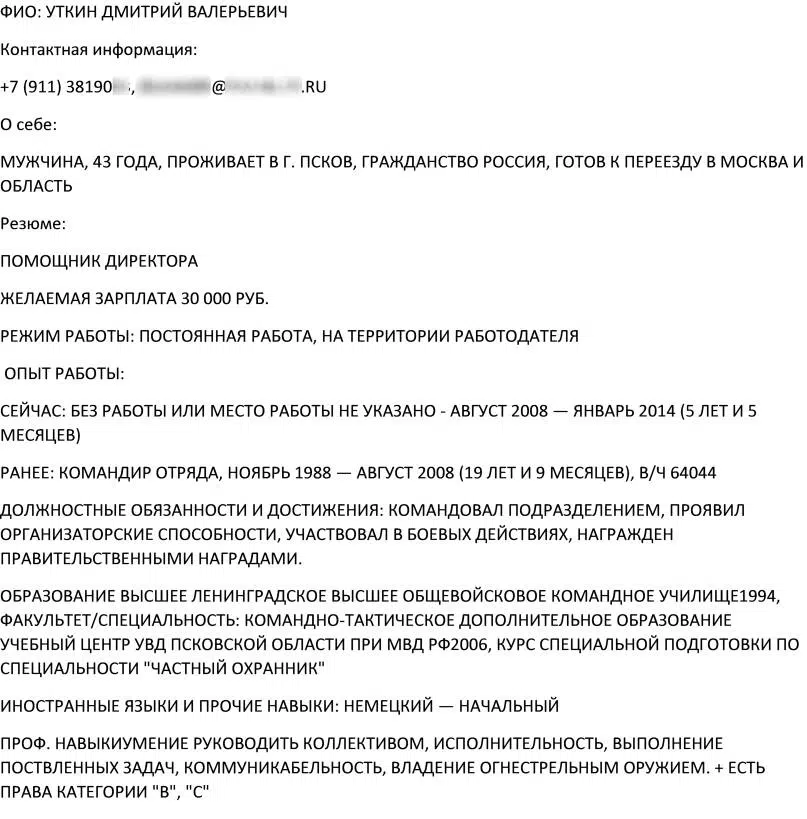 ФИО: УТКИН ДМИТРИЙ ВАЛЕРЬЕВИЧ
Контактная информация:
+7 (911) 38190 , @ .RU
О себе:
МУЖЧИНА, 43 ГОДА, ПРОЖИВАЕТ В Г. ПСКОВ, ГРАЖДАНСТВО РОССИЯ, ГОТОВ К ПЕРЕЕЗДУ В МОСКВА И
ОБЛАСТЬ
Резюме:
ПОМОЩНИК ДИРЕКТОРА
ЖЕЛАЕМАЯ ЗАРПЛАТА 30 000 РУБ.
РЕЖИМ РАБОТЫ: ПОСТОЯННАЯ РАБОТА, НА ТЕРРИТОРИИ РАБОТОДАТЕЛЯ
ОПЫТ РАБОТЫ:
СЕЙЧАС: БЕЗ РАБОТЫ ИЛИ МЕСТО РАБОТЫ НЕ УКАЗАНО - АВГУСТ 2008 — ЯНВАРЬ 2014 (5 ЛЕТ И 5
МЕСЯЦЕВ)
РАНЕЕ: КОМАНДИР ОТРЯДА, НОЯБРЬ 1988 — АВГУСТ 2008 (19 ЛЕТ И 9 МЕСЯЦЕВ), В/Ч 64044
ДОЛЖНОСТНЫЕ ОБЯЗАННОСТИ И ДОСТИЖЕНИЯ: КОМАНДОВАЛ ПОДРАЗДЕЛЕНИЕМ, ПРОЯВИЛ
ОРГАНИЗАТОРСКИЕ СПОСОБНОСТИ, УЧАСТВОВАЛ В БОЕВЫХ ДЕЙСТВИЯХ, НАГРАЖДЕН
ПРАВИТЕЛЬСТВЕННЫМИ НАГРАДАМИ.
ОБРАЗОВАНИЕ ВЫСШЕЕ ЛЕНИНГРАДСКОЕ ВЫСШЕЕ ОБЩЕВОЙСКОВОЕ КОМАНДНОЕ УЧИЛИЩЕ1994,
ФАКУЛЬТЕТ/СПЕЦИАЛЬНОСТЬ: КОМАНДНО-ТАКТИЧЕСКОЕ ДОПОЛНИТЕЛЬНОЕ ОБРАЗОВАНИЕ
УЧЕБНЫЙ ЦЕНТР УВД ПСКОВСКОЙ ОБЛАСТИ ПРИ МВД РФ2006, КУРС СПЕЦИАЛЬНОЙ ПОДГОТОВКИ ПО
СПЕЦИАЛЬНОСТИ "ЧАСТНЫЙ ОХРАННИК"
ИНОСТРАННЫЕ ЯЗЫКИ И ПРОЧИЕ НАВЫКИ: НЕМЕЦКИЙ — НАЧАЛЬНЫЙ
ПРОФ. НАВЫКИУМЕНИЕ РУКОВОДИТЬ КОЛЛЕКТИВОМ, ИСПОЛНИТЕЛЬНОСТЬ, ВЫПОЛНЕНИЕ
ПОСТВЛЕННЫХ ЗАДАЧ, КОММУНИКАБЕЛЬНОСТЬ, ВЛАДЕНИЕ ОГНЕСТРЕЛЬНЫМ ОРУЖИЕМ. + ЕСТЬ
ПРАВА КАТЕГОРИИ "B", "C"